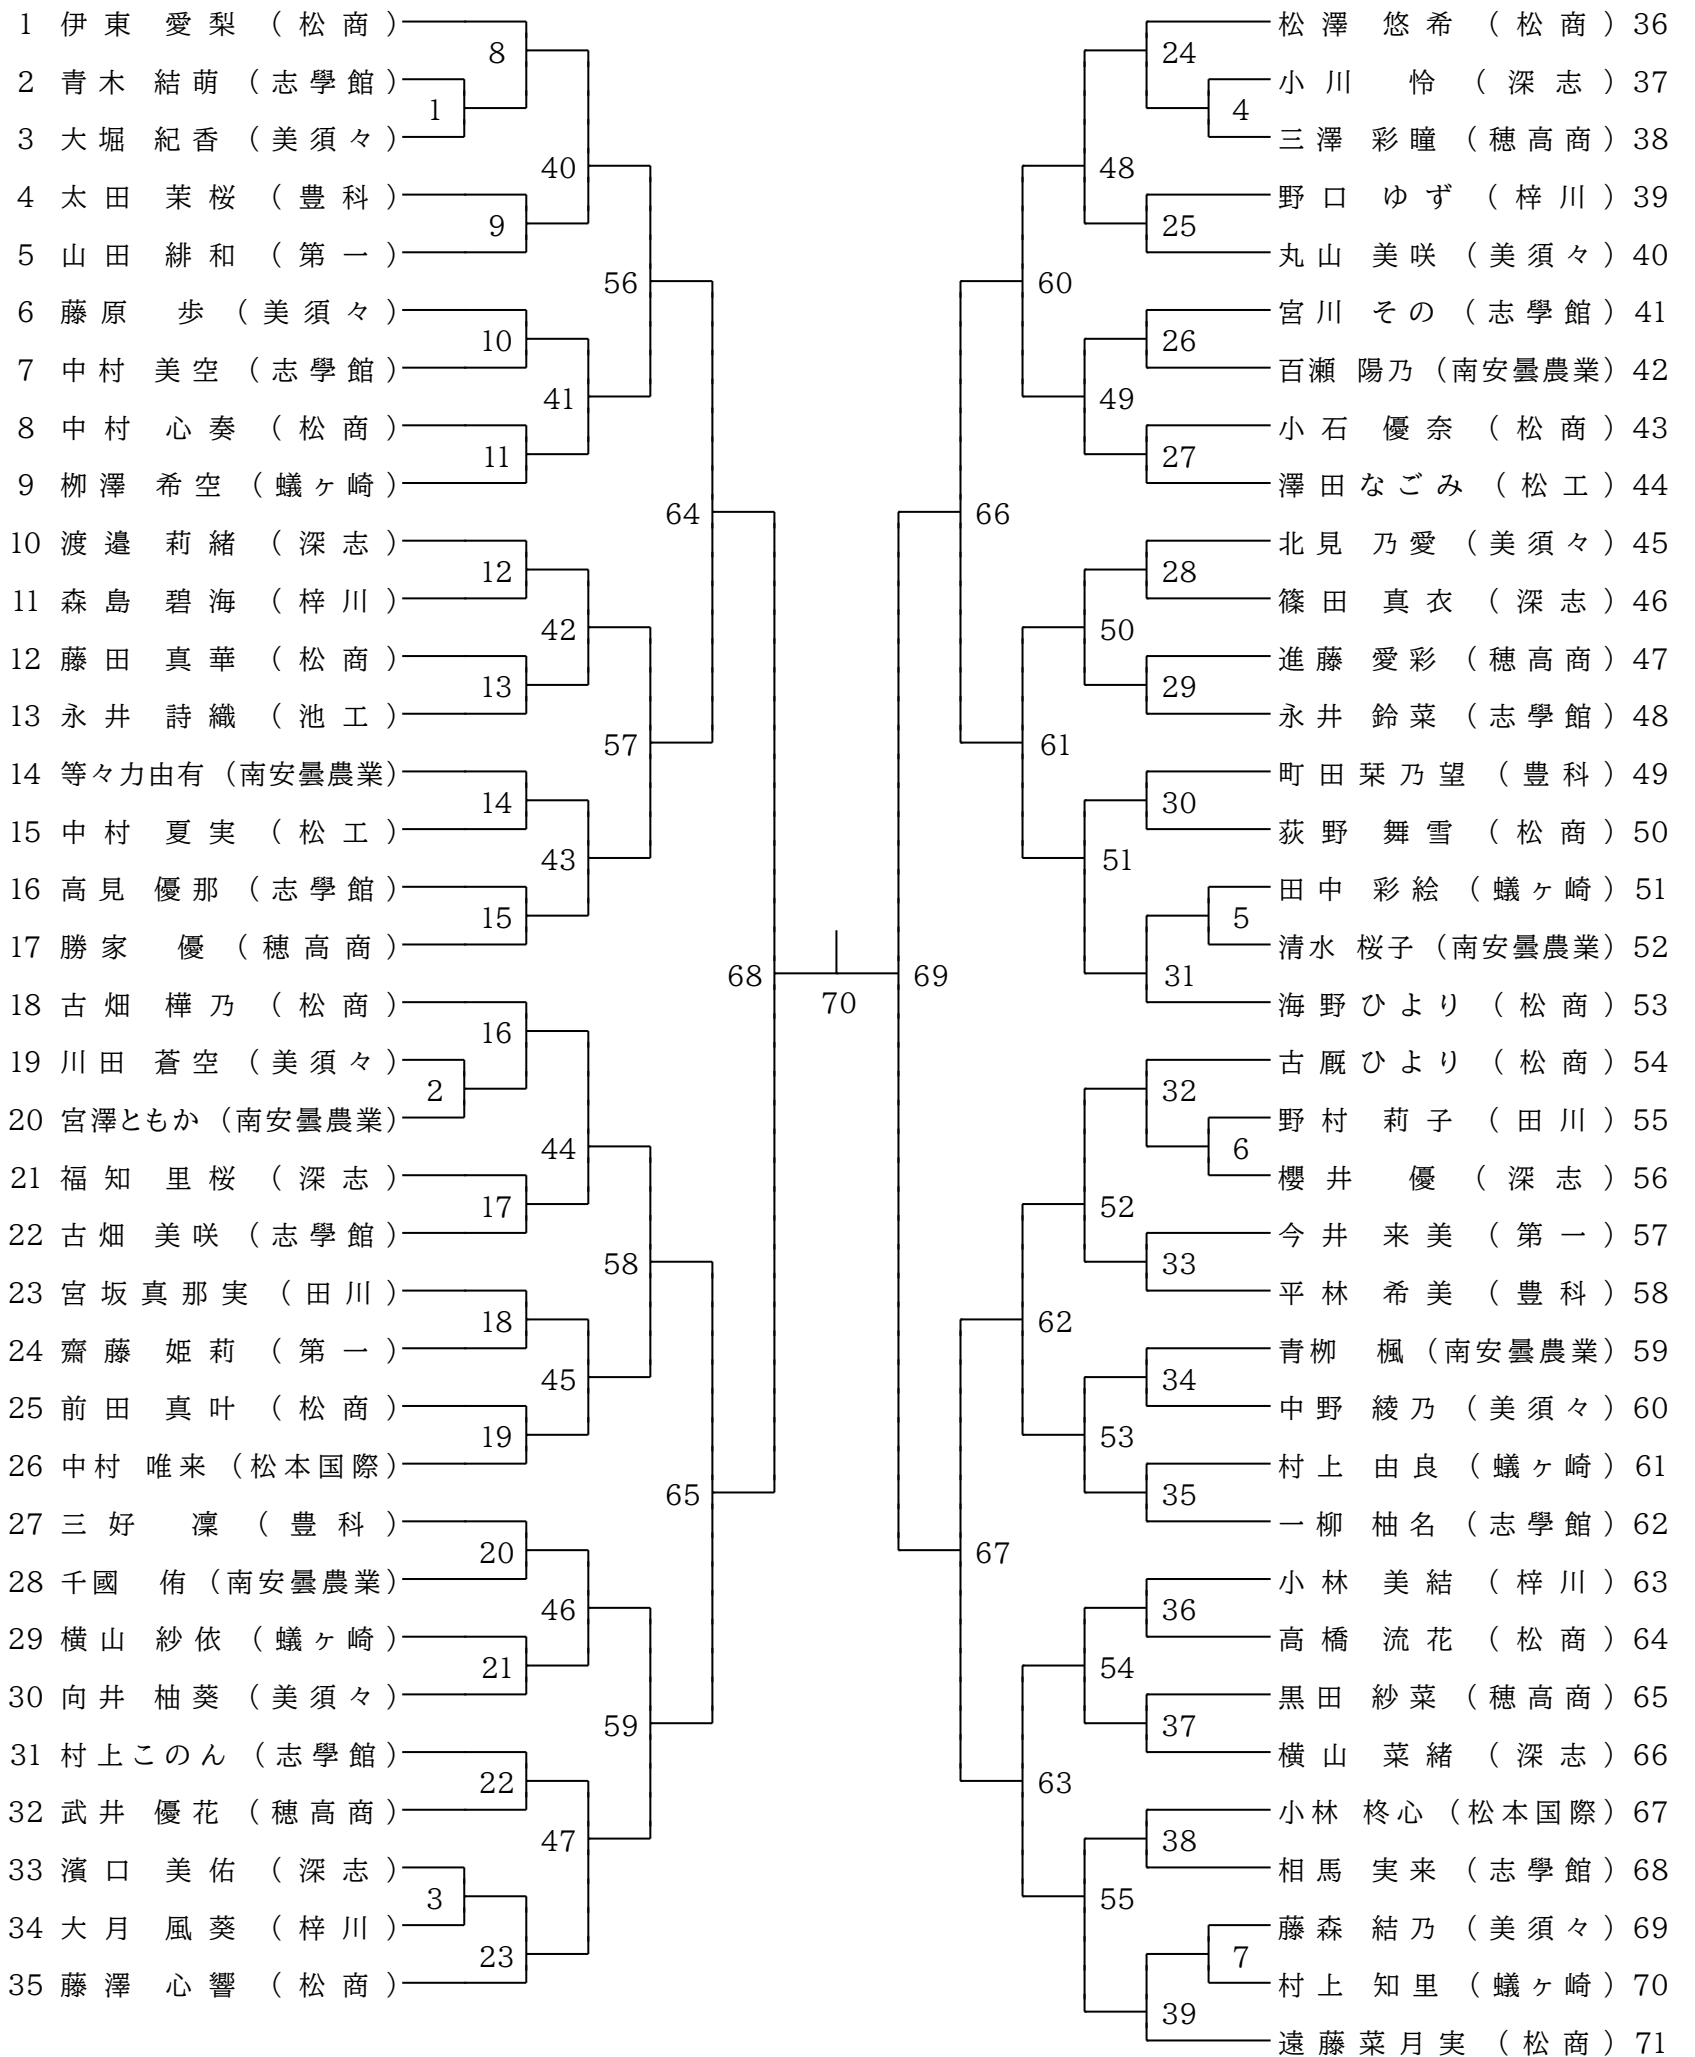 1 伊東 愛梨 (松商)
2 青木 結萌 (志學館)
3 大堀 紀香 (美須々)
4 太田 茉桜 (豊科)
5 山田 緋和 (第一)
6 藤原 歩 (美須々)
7 中村 美空 (志學館)
8 中村 心奏 (松商)
9 栁澤 希空 (蟻ヶ崎)
10 渡邉 莉緒 (深志)
11 森島 碧海 (梓川)
12 藤田 真華 (松商)
13 永井 詩織 (池工)
14 等々力由有 (南安曇農業)
15 中村 夏実 (松工)
16 高見 優那 (志學館)
17 勝家 優 (穂高商)
18 古畑 樺乃 (松商)
19 川田 蒼空 (美須々)
20 宮澤ともか (南安曇農業)
21 福知 里桜 (深志)
22 古畑 美咲 (志學館)
23 宮坂真那実 (田川)
24 齋藤 姫莉 (第一)
25 前田 真叶 (松商)
26 中村 唯来 (松本国際)
27 三好 凜 (豊科)
28 千國 侑 (南安曇農業)
29 横山 紗依 (蟻ヶ崎)
30 向井 柚葵 (美須々)
31 村上このん (志學館)
32 武井 優花 (穂高商)
33 濱口 美佑 (深志)
34 大月 風葵 (梓川)
35 藤澤 心響 (松商)
1
2
3
8
9
10
11
12
13
14
15
16
17
18
19
20
21
22
23
40
41
42
43
44
45
46
47
56
57
58
59
64
65
68
70
69
66
67
60
61
62
63
48
49
50
51
52
53
54
55
24
25
26
27
28
29
30
31
32
33
34
35
36
37
38
39
4
5
6
7
松澤 悠希 (松商) 36
小川 怜 (深志) 37
三澤 彩瞳 (穂高商) 38
野口 ゆず (梓川) 39
丸山 美咲 (美須々) 40
宮川 その (志學館) 41
百瀬 陽乃 (南安曇農業) 42
小石 優奈 (松商) 43
澤田なごみ (松工) 44
北見 乃愛 (美須々) 45
篠田 真衣 (深志) 46
進藤 愛彩 (穂高商) 47
永井 鈴菜 (志學館) 48
町田栞乃望 (豊科) 49
荻野 舞雪 (松商) 50
田中 彩絵 (蟻ヶ崎) 51
清水 桜子 (南安曇農業) 52
海野ひより (松商) 53
古厩ひより (松商) 54
野村 莉子 (田川) 55
櫻井 優 (深志) 56
今井 来美 (第一) 57
平林 希美 (豊科) 58
青栁 楓 (南安曇農業) 59
中野 綾乃 (美須々) 60
村上 由良 (蟻ヶ崎) 61
一柳 柚名 (志學館) 62
小林 美結 (梓川) 63
高橋 流花 (松商) 64
黒田 紗菜 (穂高商) 65
横山 菜緒 (深志) 66
小林 柊心 (松本国際) 67
相馬 実来 (志學館) 68
藤森 結乃 (美須々) 69
村上 知里 (蟻ヶ崎) 70
遠藤菜月実 (松商) 71